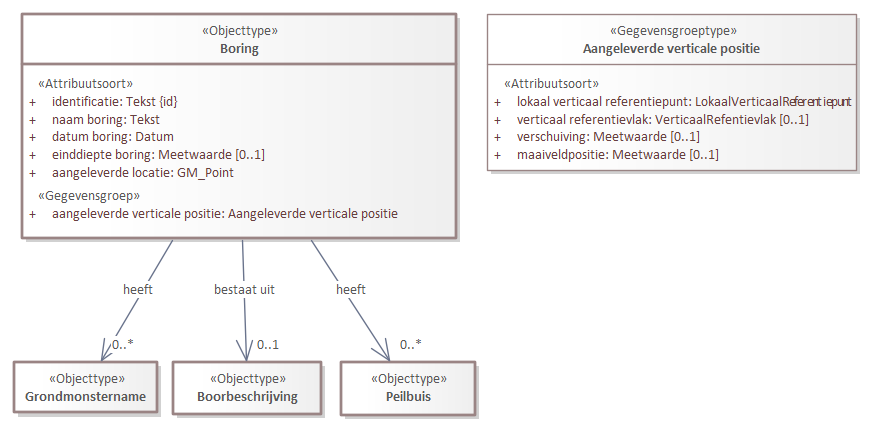 «Objecttype»
Boring
«Attribuutsoort»
+ identificatie: Tekst {id}
+ naam boring: Tekst
+ datum boring: Datum
+ einddiepte boring: Meetwaarde [0..1]
+ aangeleverde locatie: GM_Point
«Gegevensgroep»
+ aangeleverde verticale positie: Aangeleverde verticale positie
«Gegevensgroeptype»
Aangeleverde verticale positie
«Attribuutsoort»
+ lokaal verticaal referentiepunt: LokaalVerticaalReferentiepunt
+ verticaal referentievlak: VerticaalRefentievlak [0..1]
+ verschuiving: Meetwaarde [0..1]
+ maaiveldpositie: Meetwaarde [0..1]
heeft
bestaat uit
heeft
0..*
0..1
0..*
«Objecttype»
Grondmonstername
«Objecttype»
Boorbeschrijving
«Objecttype»
Peilbuis